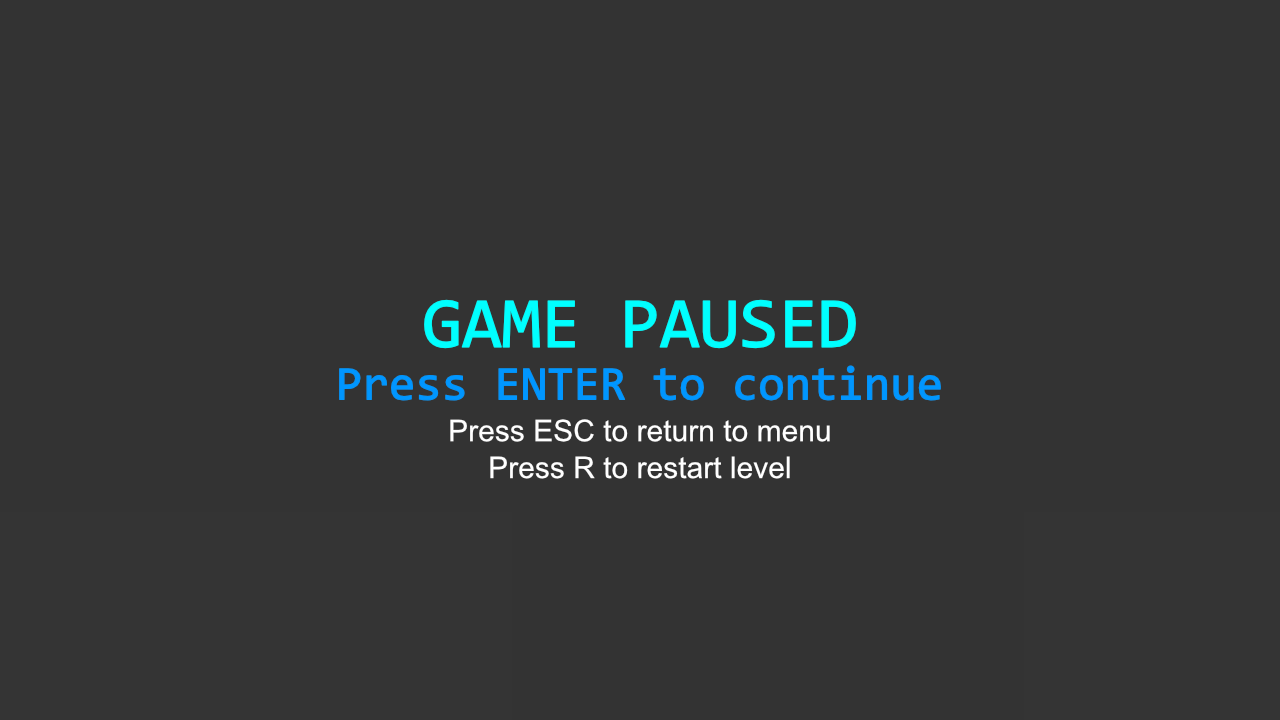 GAME PAUSED
Press ENTER to continue
Press ESC to return to menu
Press R to restart level